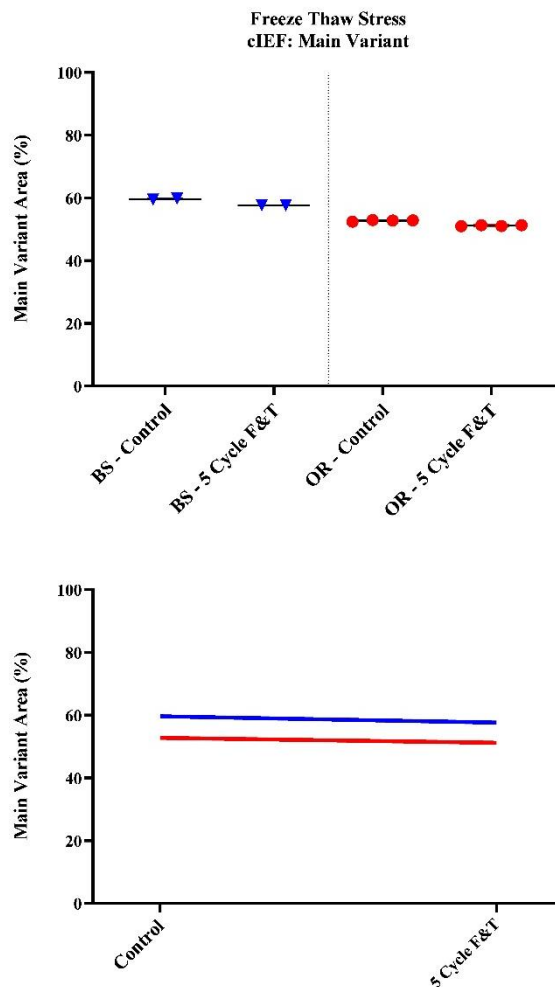 Freeze Thaw Stress
cIEF: Main Variant
Main Variant Area (%)
100
80
60
40
20
0
BS - Control
BS - 5 Cycle F&T
OR - Control
OR - 5 Cycle F&T
Main Variant Area (%)
100
80
60
40
20
0
Control
5 Cycle F&T